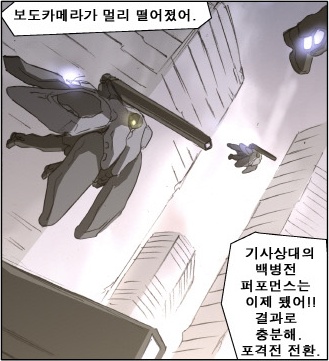 보도카메라가 멀리 떨어졌어.
기사상대의
백병전
퍼포먼스는
이제 됐어!!
결과로
충분해.
포격전 전환.